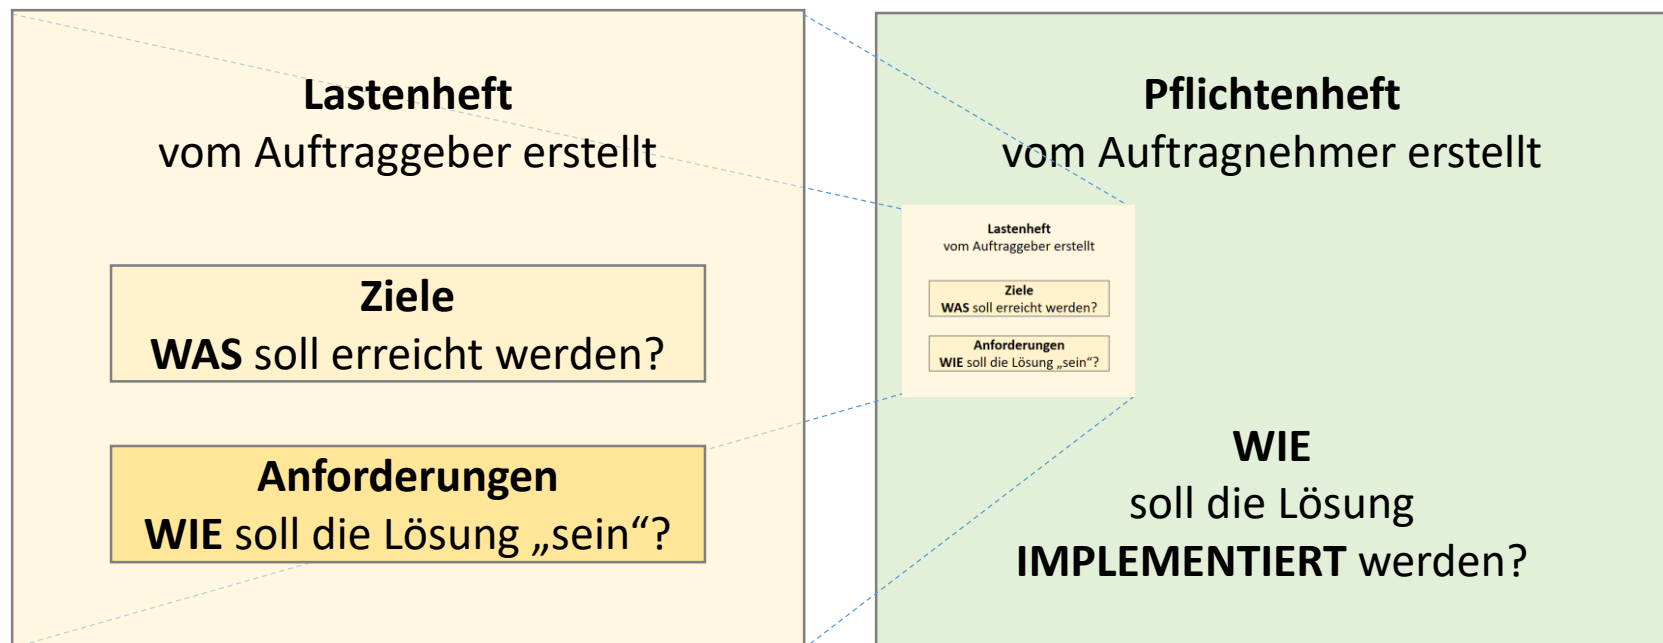 Lastenheft
vom Auftraggeber erstellt
Ziele
WAS soll erreicht werden?
Anforderungen
WIE soll die Lösung „sein“?
Pflichtenheft
vom Auftragnehmer erstellt
Lastenheft
vom Auftraggeber erstellt
Ziele
WAS soll erreicht werden?
Anforderungen
WIE soll die Lösung „sein“?
WIE
soll die Lösung
IMPLEMENTIERT werden?